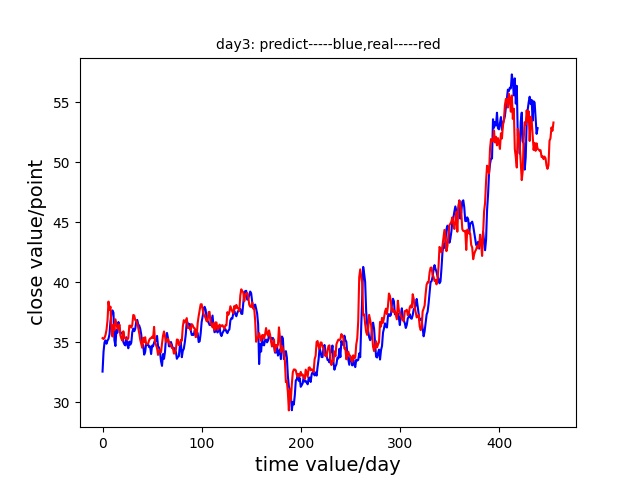 day3: predict-----blue,real-----red
close value/point
55
50
45
40
35
30
0 100 200 300 400
time value/day